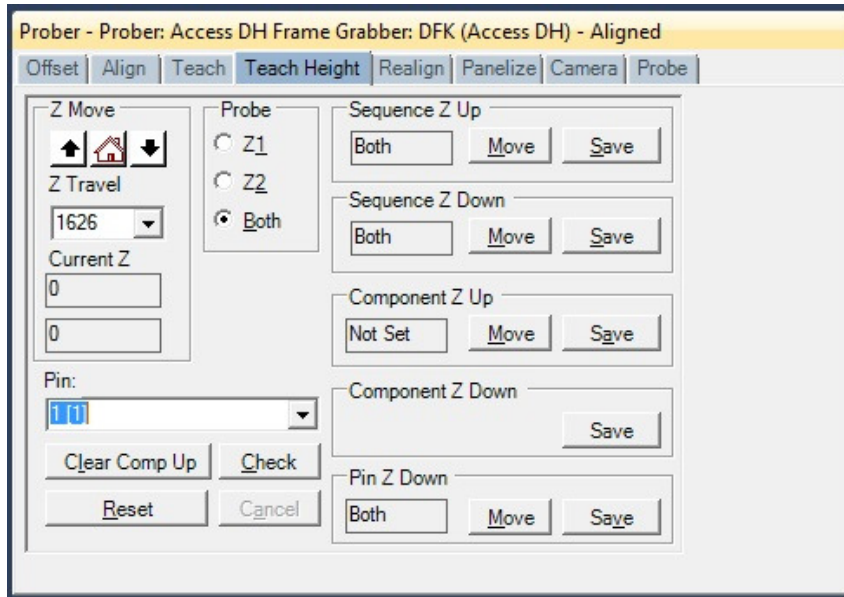 Prober - Prober: Access DH Frame Grabber: DFK (Access DH) - Aligned
Offset Align Teach Teach Height Realign Panelize Camera Probe
Z Move
Z Travel
1626
Current Z
0
0
Probe
Z1
Z2
Both
Pin:
1 [1]
Clear Comp Up Check
Reset Cancel
Sequence Z Up
Both Move Save
Sequence Z Down
Both Move Save
Component Z Up
Not Set Move Save
Component Z Down
Save
Pin Z Down
Both Move Save